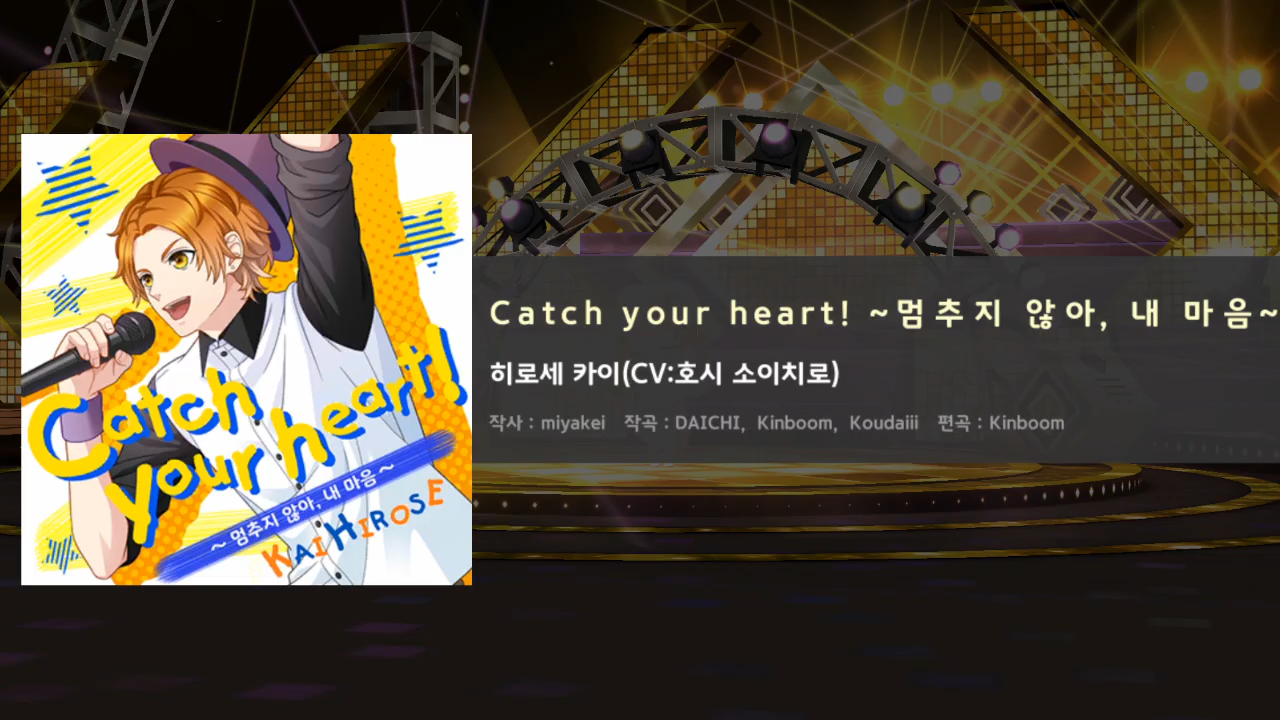 Catch
your heart!
~멈추지 않아, 내 마음~
KAI HIROSE
Catch your heart! ~멈추지 않아, 내 마음~
히로세 카이(CV:호시 소이치로)
작사 : miyakei 작곡 : DAICHI, Kinboom, Koudaiii 편곡 : Kinboom